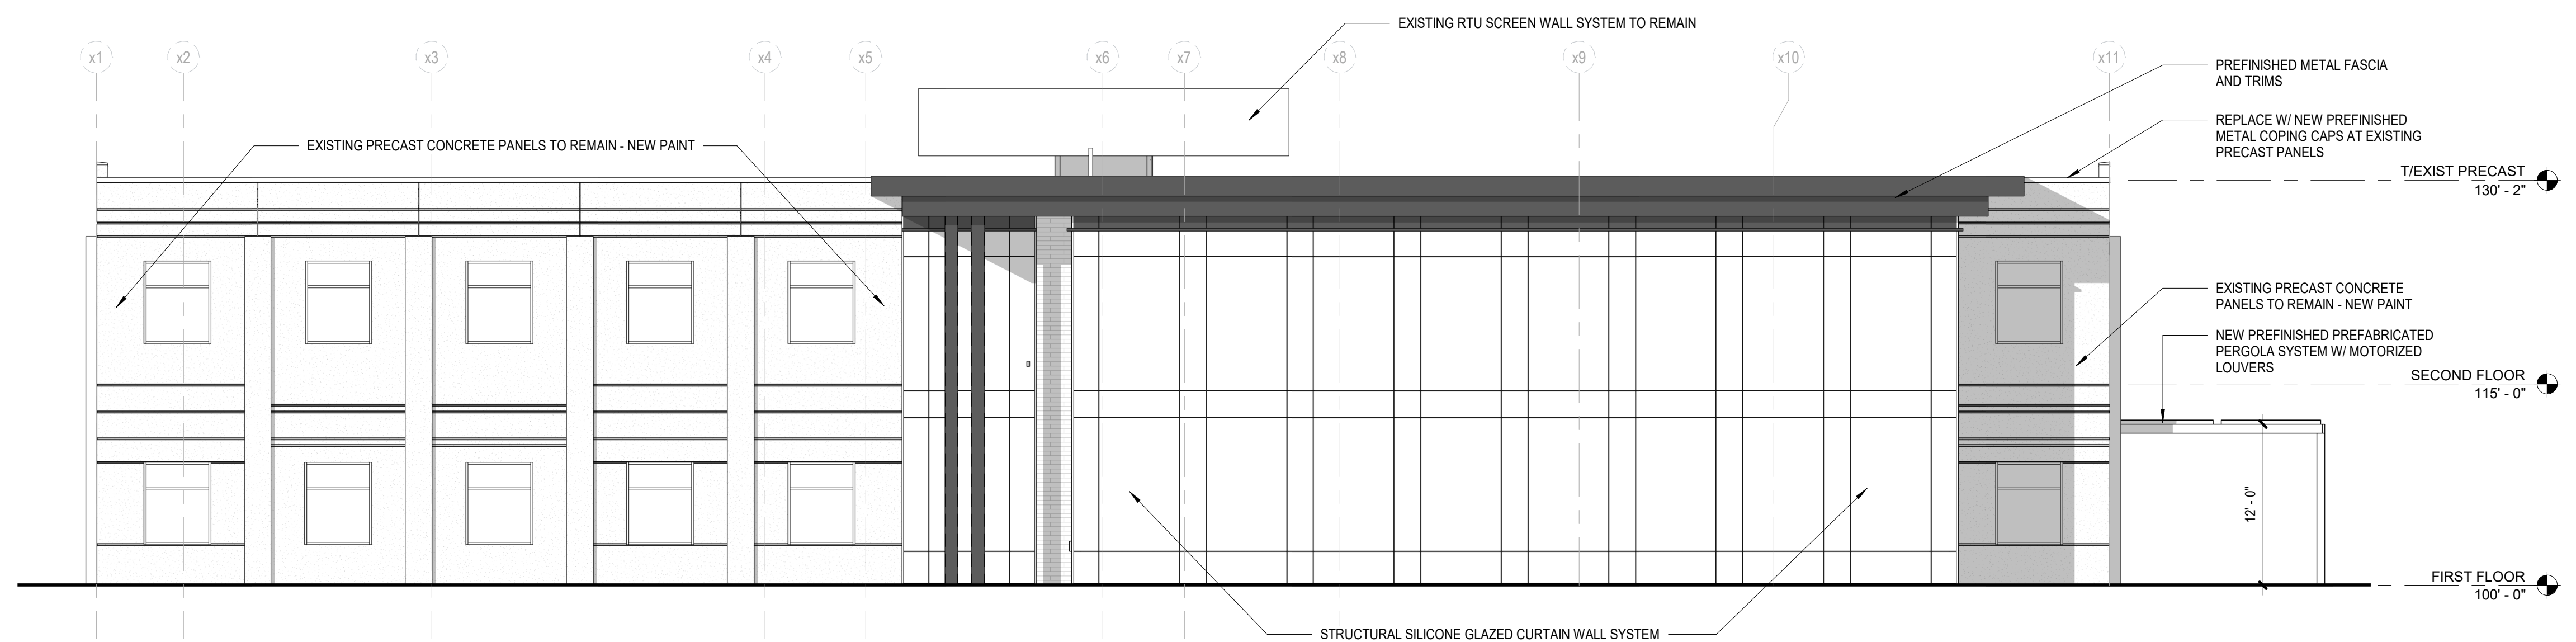 EXISTING RTU SCREEN WALL SYSTEM TO REMAIN
x1
x2
x3
x4
x5
x6
x7
x8
x9
x10
x11
PREFINISHED METAL FASCIA
AND TRIMS
REPLACE W/ NEW PREFINISHED
METAL COPING CAPS AT EXISTING
PRECAST PANELS
EXISTING PRECAST CONCRETE PANELS TO REMAIN - NEW PAINT
T/EXIST PRECAST
130' - 2"
EXISTING PRECAST CONCRETE
PANELS TO REMAIN - NEW PAINT
NEW PREFINISHED PREFABRICATED
PERGOLA SYSTEM W/ MOTORIZED
LOUVERS
SECOND FLOOR
115' - 0"
12' - 0"
FIRST FLOOR
100' - 0"
STRUCTURAL SILICONE GLAZED CURTAIN WALL SYSTEM